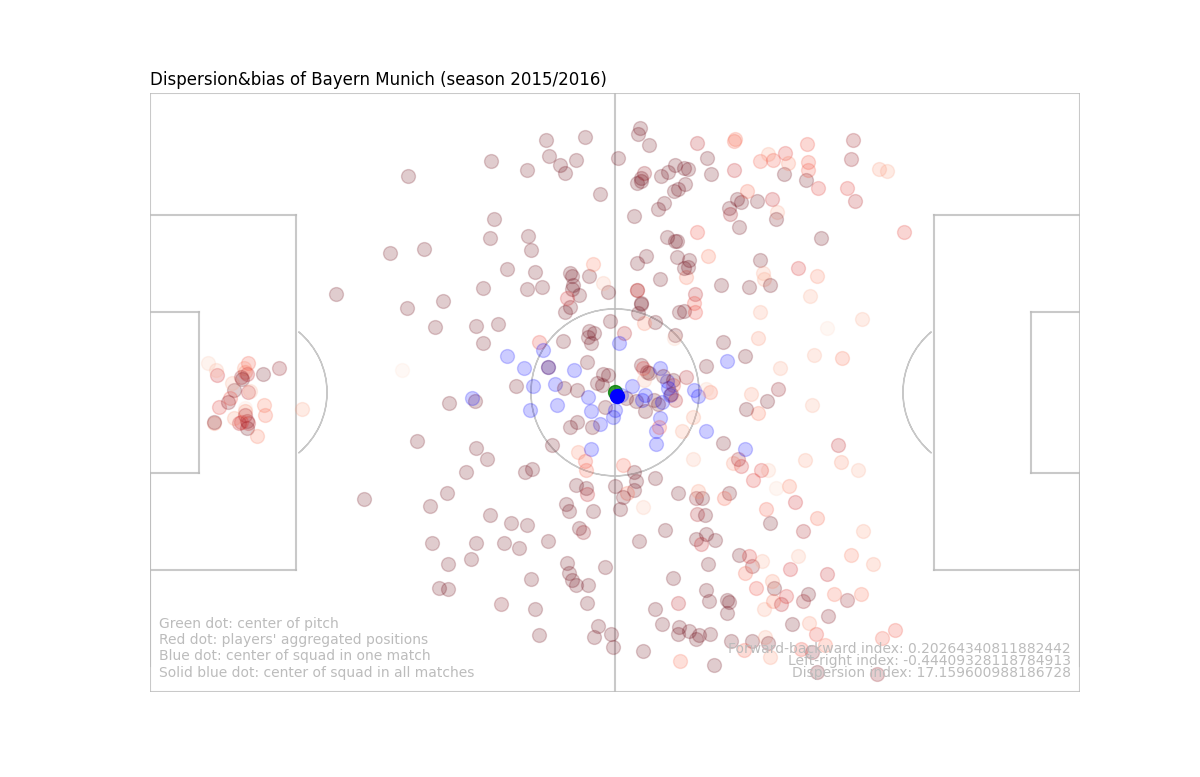 Dispersion&bias of Bayern Munich (season 2015/2016)
Green dot: center of pitch
Red dot: players' aggregated positions
Blue dot: center of squad in one match
Solid blue dot: center of squad in all matches
Forward-backward index: 0.20264340811882442
Left-right index: -0.44409328118784913
Dispersion index: 17.159600988186728